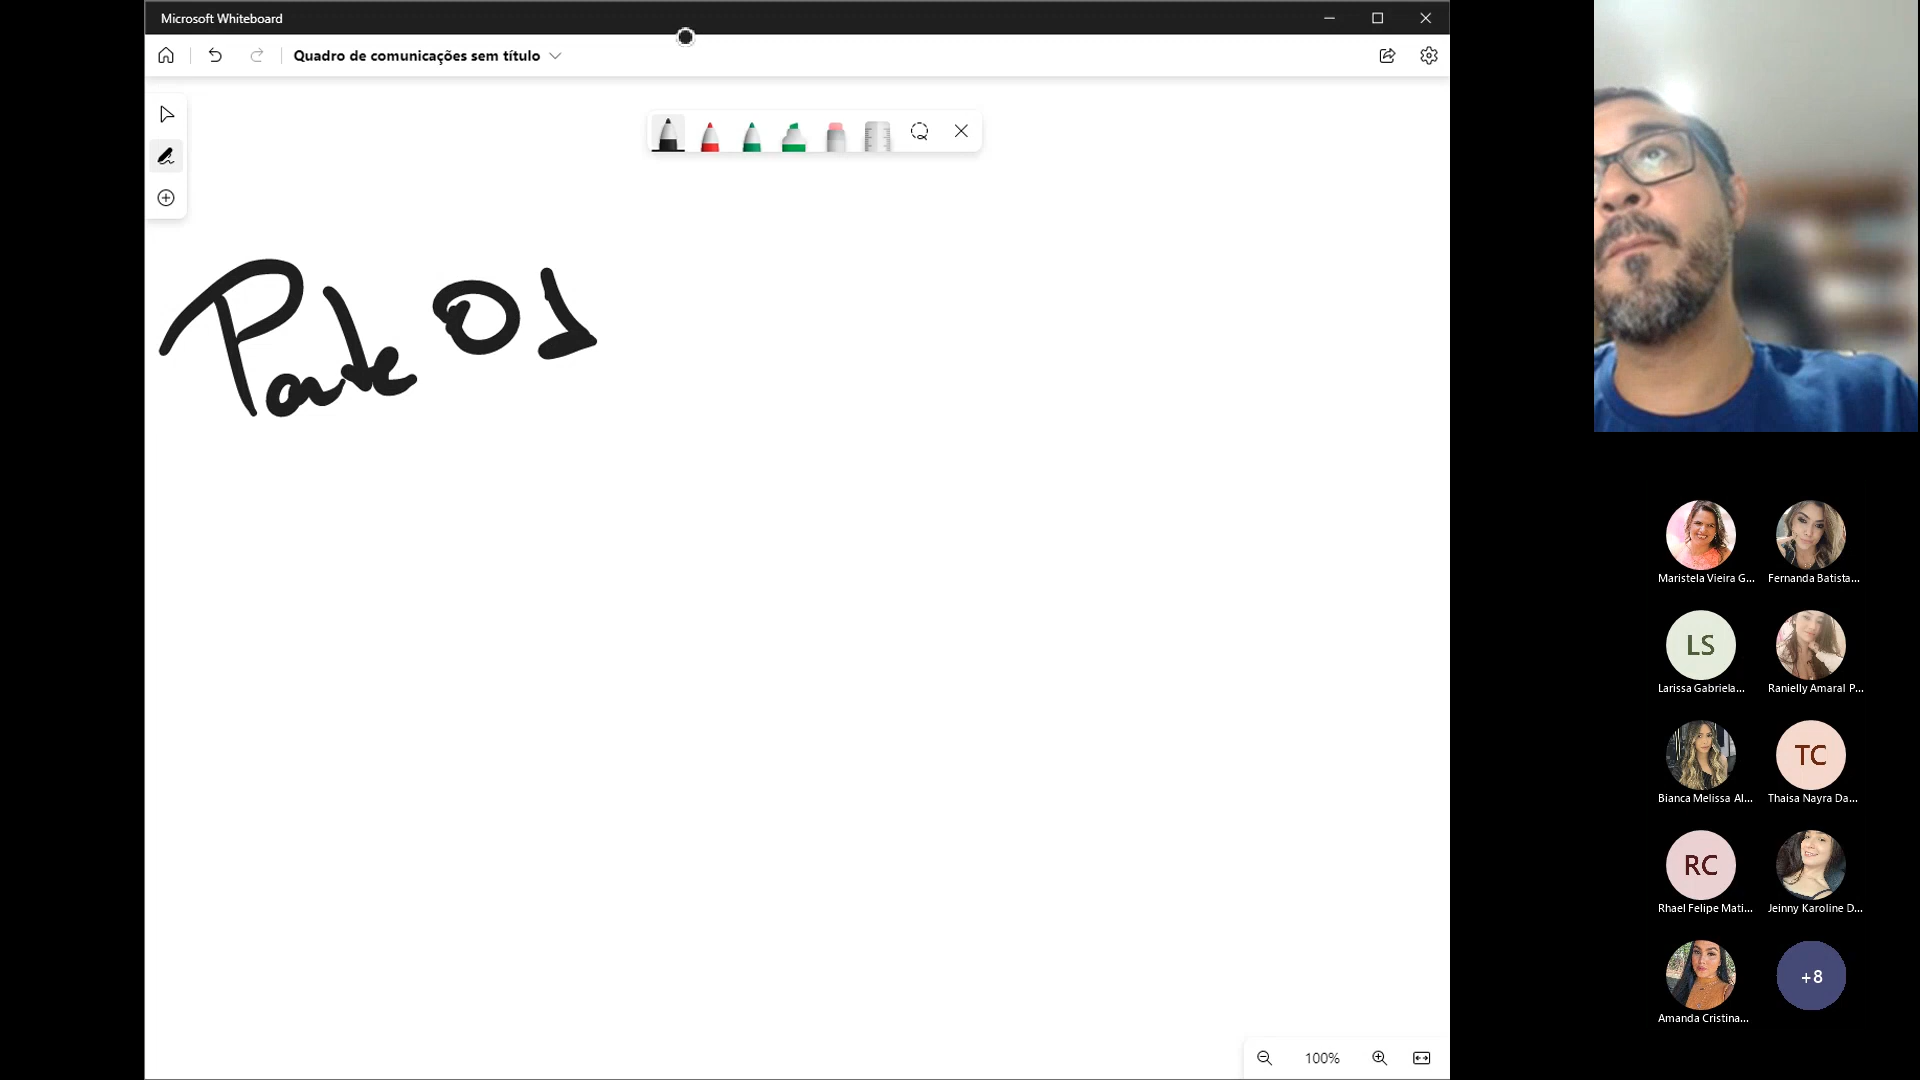 Microsoft Whiteboard
Quadro de comunicações sem título
Parte 01
Maristela Vieira G...
Fernanda Batista...
LS
Larissa Gabriela...
Ranielly Amaral P...
Bianca Melissa Al...
TC
Thaisa Nayra Da...
RC
Rhael Felipe Mati...
Jeinny Karoline D...
Amanda Cristina...
+8
100%